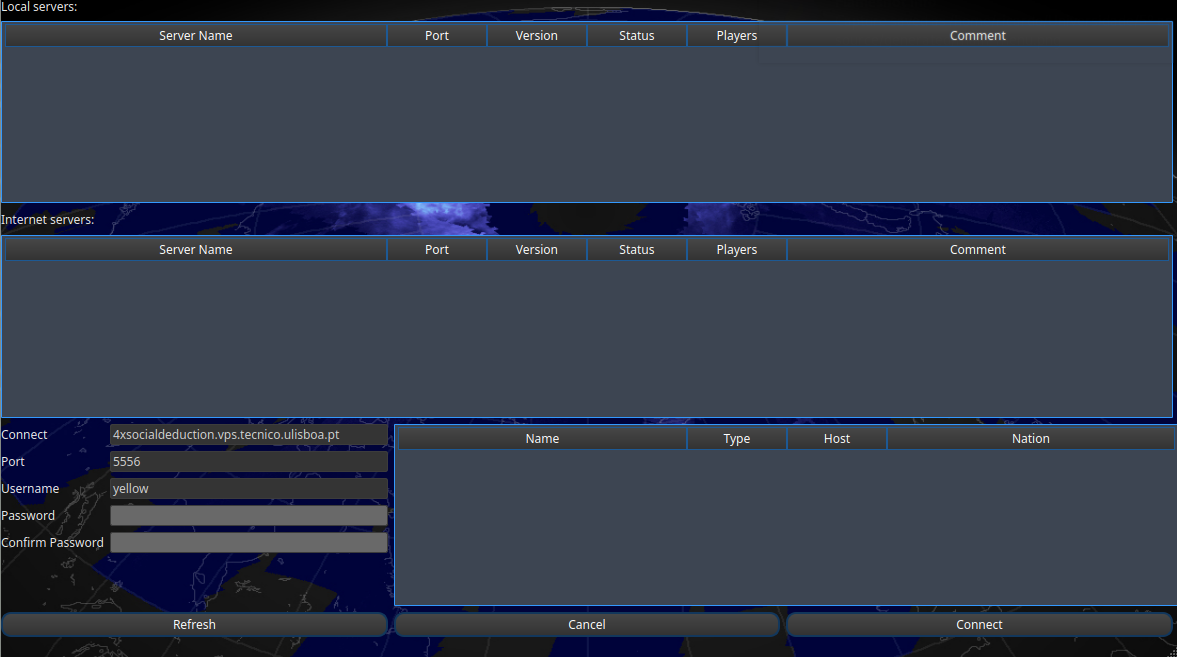 Local servers:
Server Name Port Version Status Players Comment
Internet servers:
Server Name Port Version Status Players Comment
Connect 4xsocialdeduction.vps.tecnico.ulisboa.pt
Name Type Host Nation
Port 5556
Username yellow
Password
Confirm Password
Refresh Cancel Connect